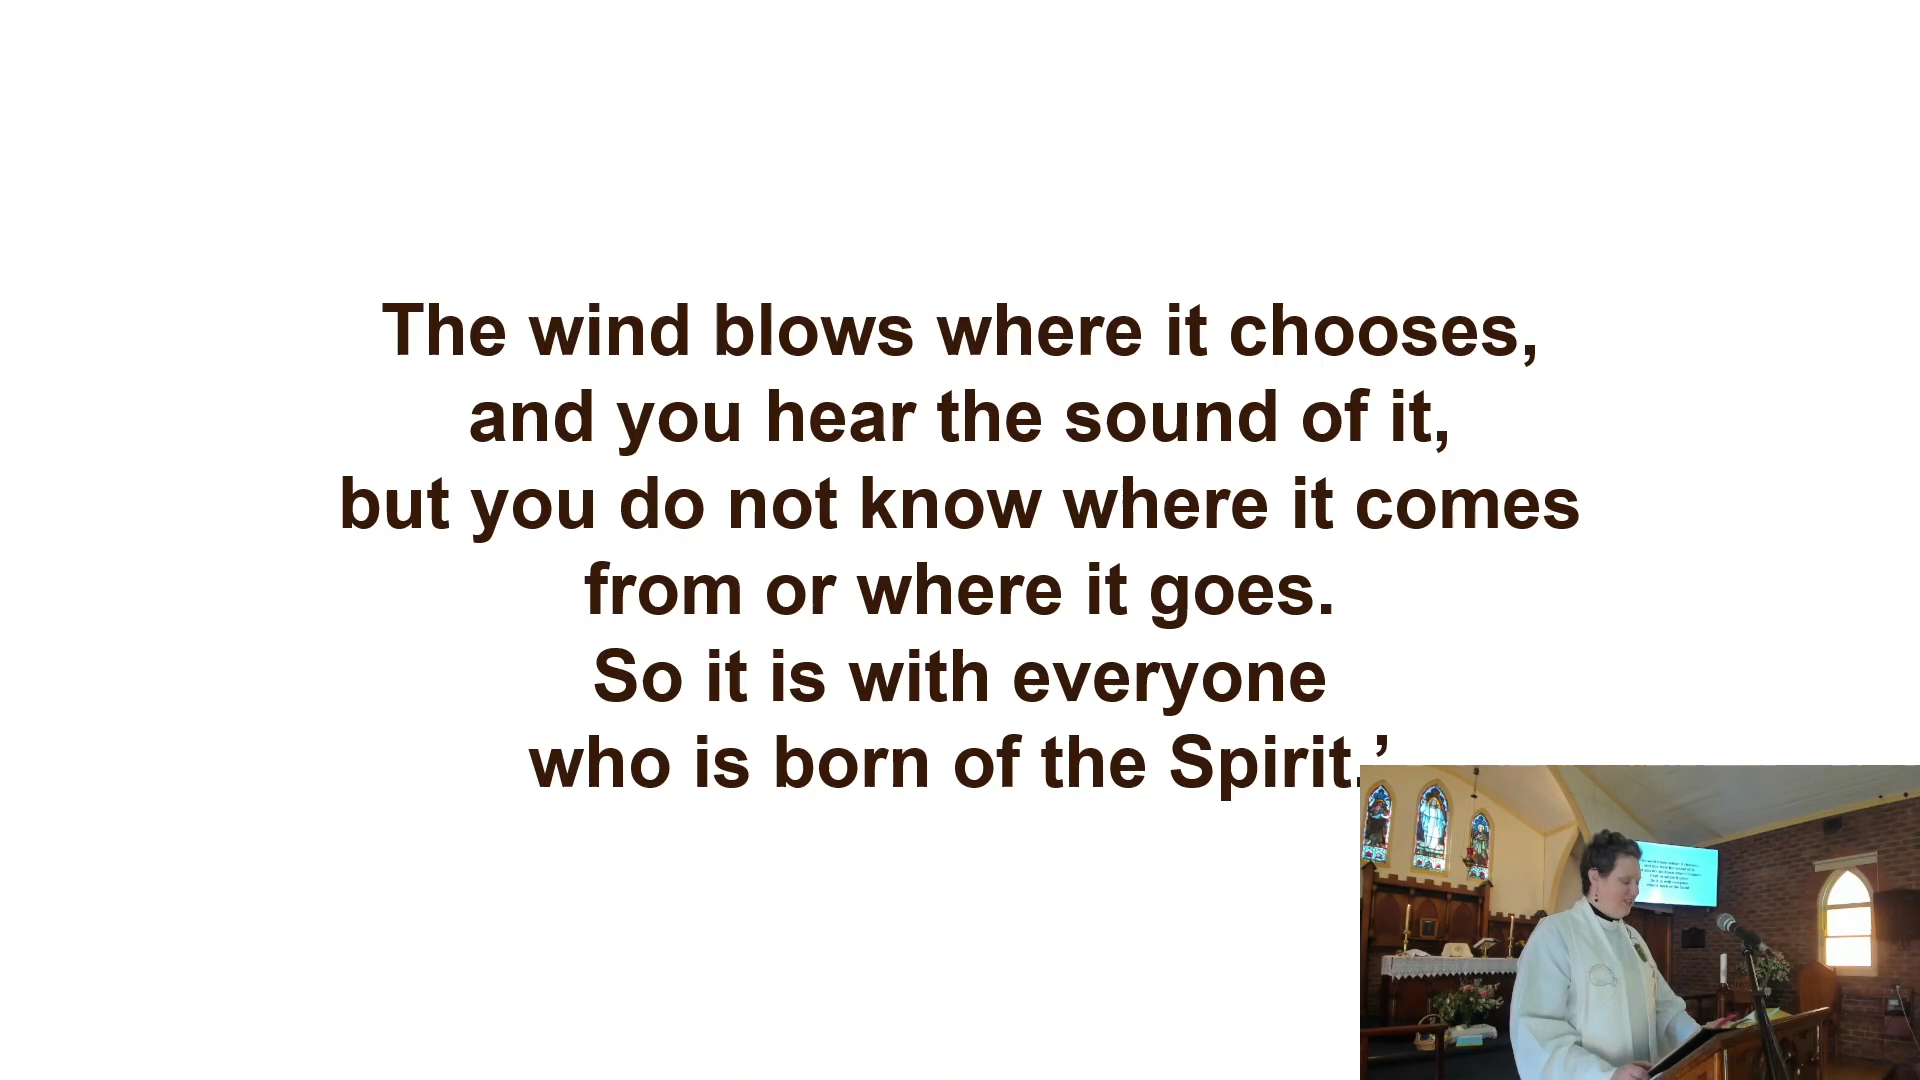 The wind blows where it chooses,
and you hear the sound of it,
but you do not know where it comes
from or where it goes.
So it is with everyone
who is born of the Spirit.’